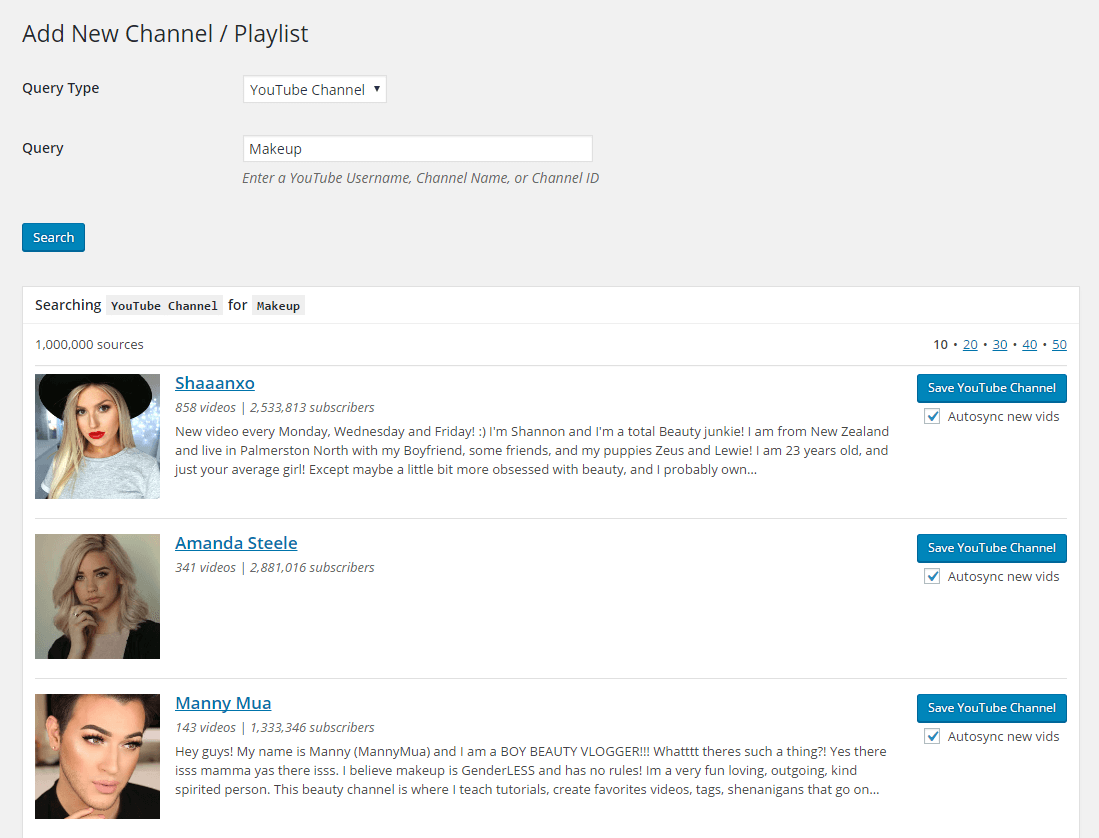 Add New Channel / Playlist
Query Type
YouTube Channel
Query
Makeup
Enter a YouTube Username, Channel Name, or Channel ID
Search
Searching YouTube Channel for Makeup
1,000,000 sources
10 • 20 • 30 • 40 • 50
Shaaanxo
Save YouTube Channel
858 videos | 2,533,813 subscribers
Autosync new vids
New video every Monday, Wednesday and Friday! :) I'm Shannon and I'm a total Beauty junkie! I am from New Zealand
and live in Palmerston North with my Boyfriend, some friends, and my puppies Zeus and Lewie! I am 23 years old, and
just your average girl! Except maybe a little bit more obsessed with beauty, and I probably own...
Amanda Steele
Save YouTube Channel
341 videos | 2,881,016 subscribers
Autosync new vids
Manny Mua
Save YouTube Channel
143 videos | 1,333,346 subscribers
Autosync new vids
Hey guys! My name is Manny (MannyMua) and I am a BOY BEAUTY VLOGGER!!! Whatttt theres such a thing?! Yes there
isss mamma yas there isss. I believe makeup is GenderLESS and has no rules! Im a very fun loving, outgoing, kind
spirited person. This beauty channel is where I teach tutorials, create favorites videos, tags, shenanigans that go on...